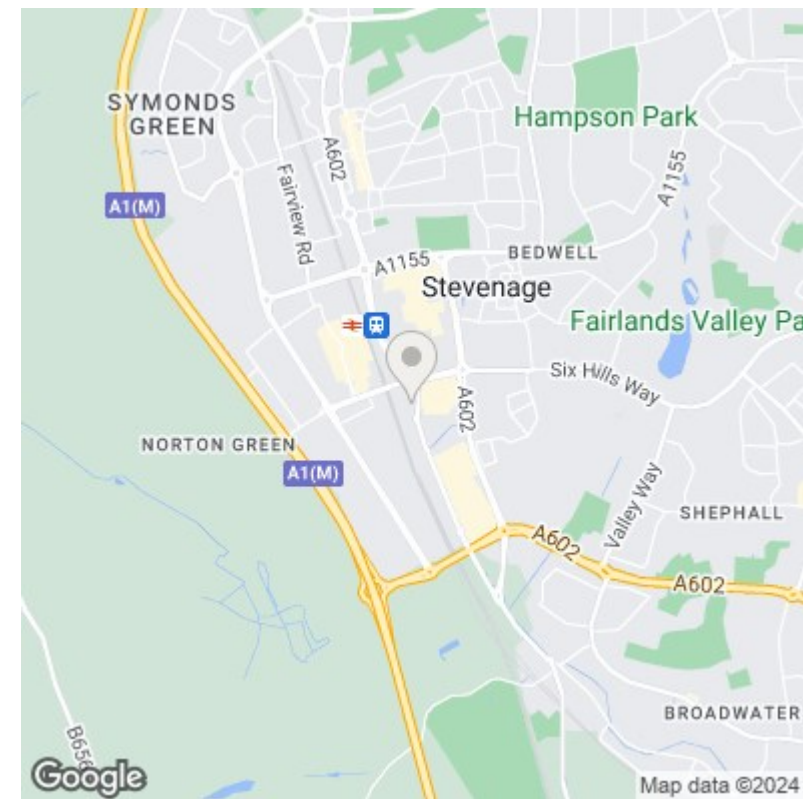 SYMONDS
GREEN
Hampson Park
A602
Fairview Rd
A1155
A1(M)
A1155
BEDWELL
Stevenage
Fairlands Valley Pa
Six Hills Way
A602
NORTON GREEN
A1(M)
Valley Way
SHEPHALL
A602
A602
BROADWATER
B656
Google
Map data ©2024